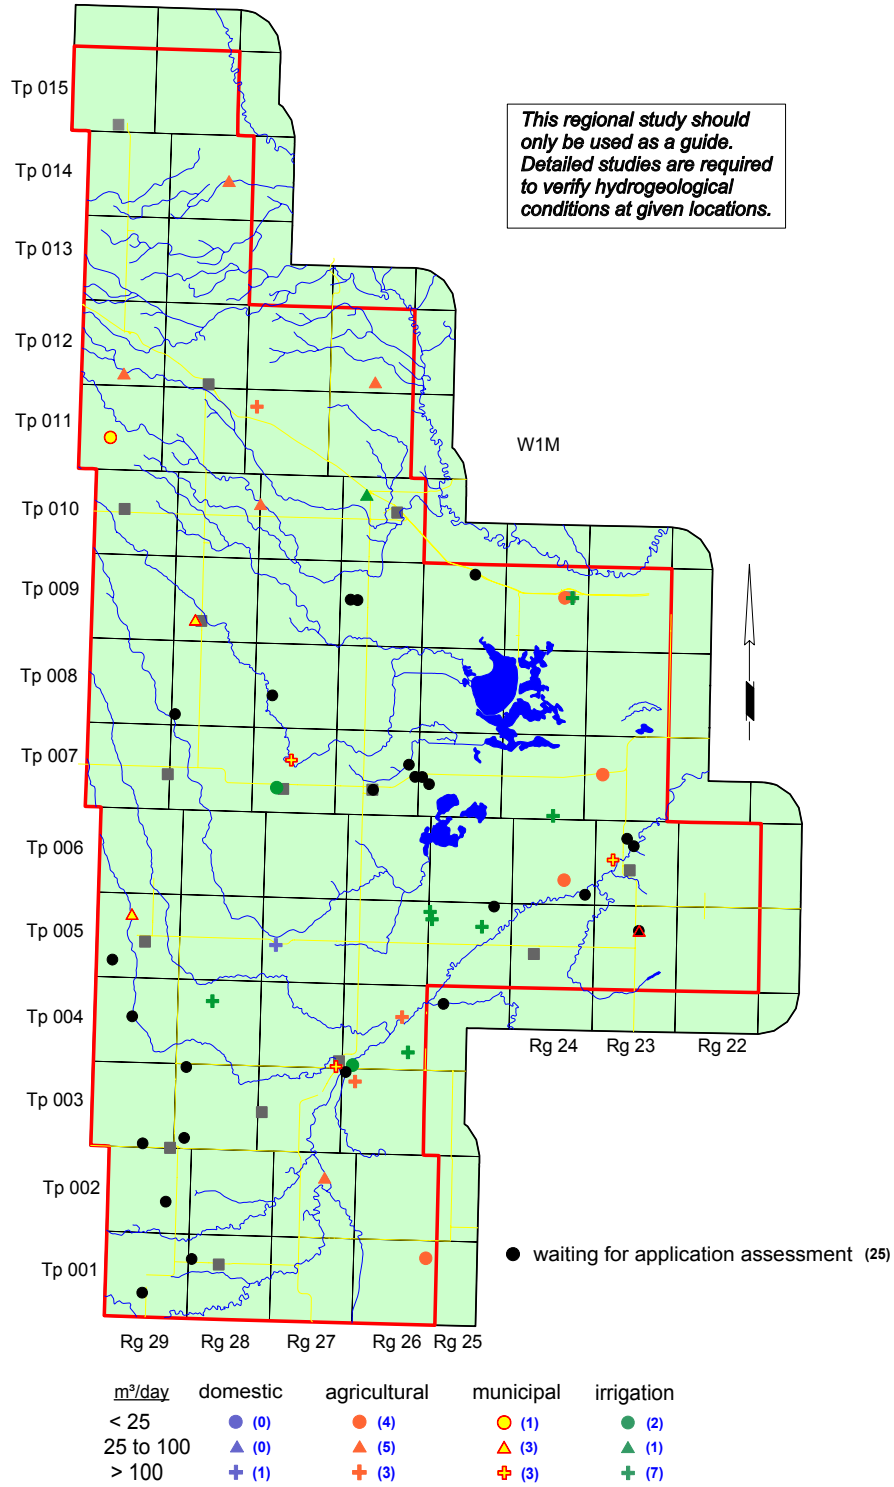 Tp 015
This regional study should
only be used as a guide.
Detailed studies are required
to verify hydrogeological
conditions at given locations.
Tp 014
Tp 013
Tp 012
Tp 011
W1M
Tp 010
Tp 009
Tp 008
Tp 007
Tp 006
Tp 005
Tp 004
Rg 24 Rg 23 Rg 22
Tp 003
Tp 002
waiting for application assessment (25)
Tp 001
Rg 29 Rg 28 Rg 27 Rg 26 Rg 25
m³/day domestic agricultural municipal irrigation
< 25 (0) (4) (1) (2)
25 to 100 (0) (5) (3) (1)
> 100 (1) (3) (3) (7)